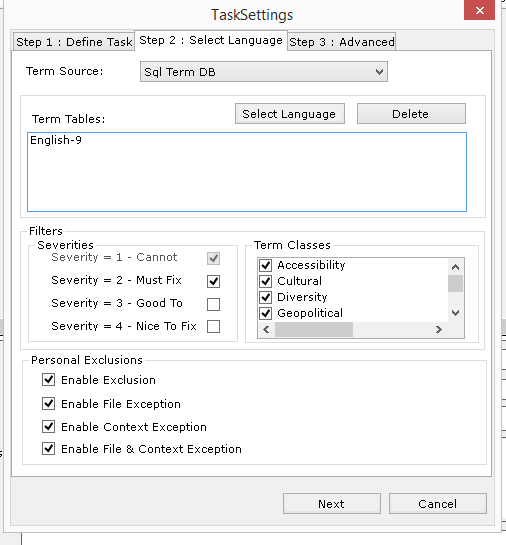 TaskSettings
Step 1 : Define Task
Step 2 : Select Language
Step 3 : Advanced
Term Source:
Sql Term DB
Term Tables:
Select Language
Delete
English-9
Filters
Severities
Severity = 1 - Cannot
Severity = 2 - Must Fix
Severity = 3 - Good To
Severity = 4 - Nice To Fix
Term Classes
Accessibility
Cultural
Diversity
Geopolitical
Personal Exclusions
Enable Exclusion
Enable File Exception
Enable Context Exception
Enable File & Context Exception
Next
Cancel